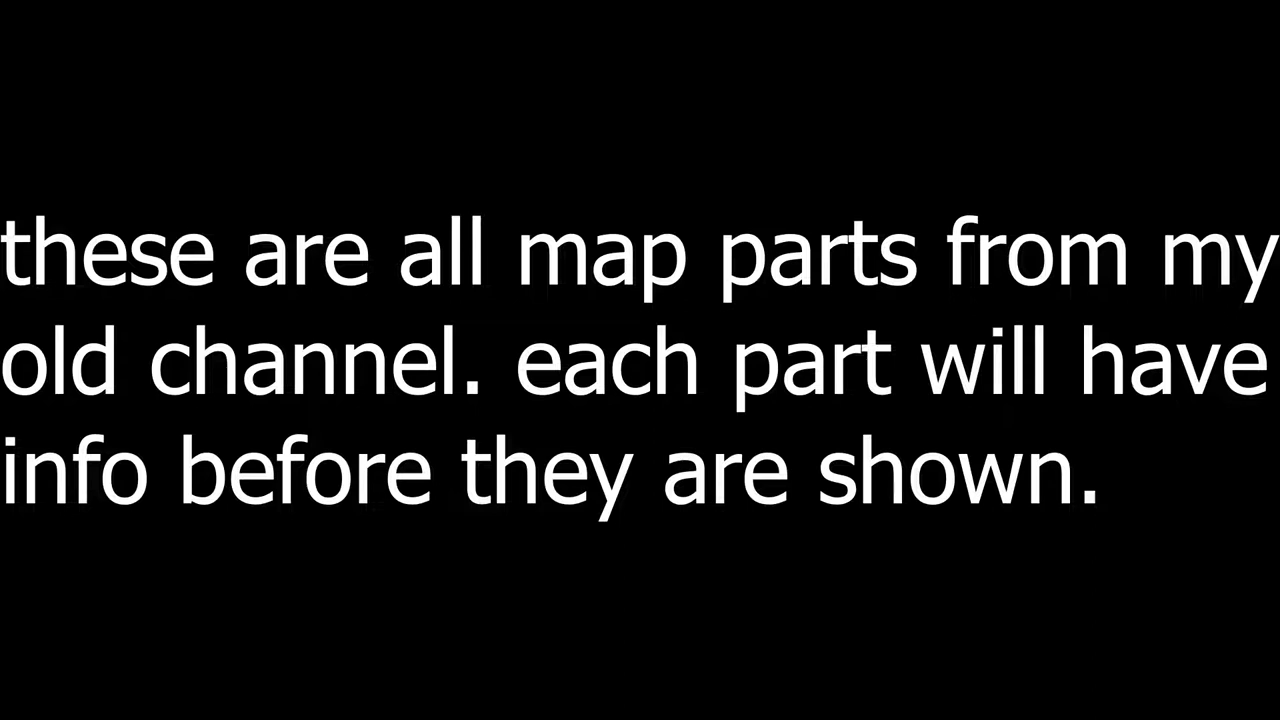 these are all map parts from my
old channel. each part will have
info before they are shown.